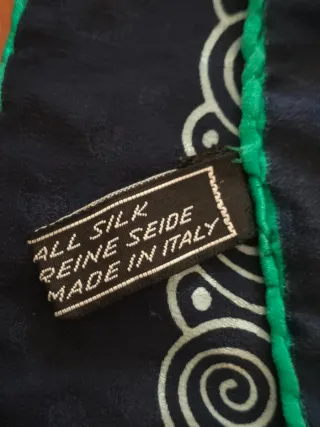 ALL SILK
REINE SEIDE
MADE IN ITALY